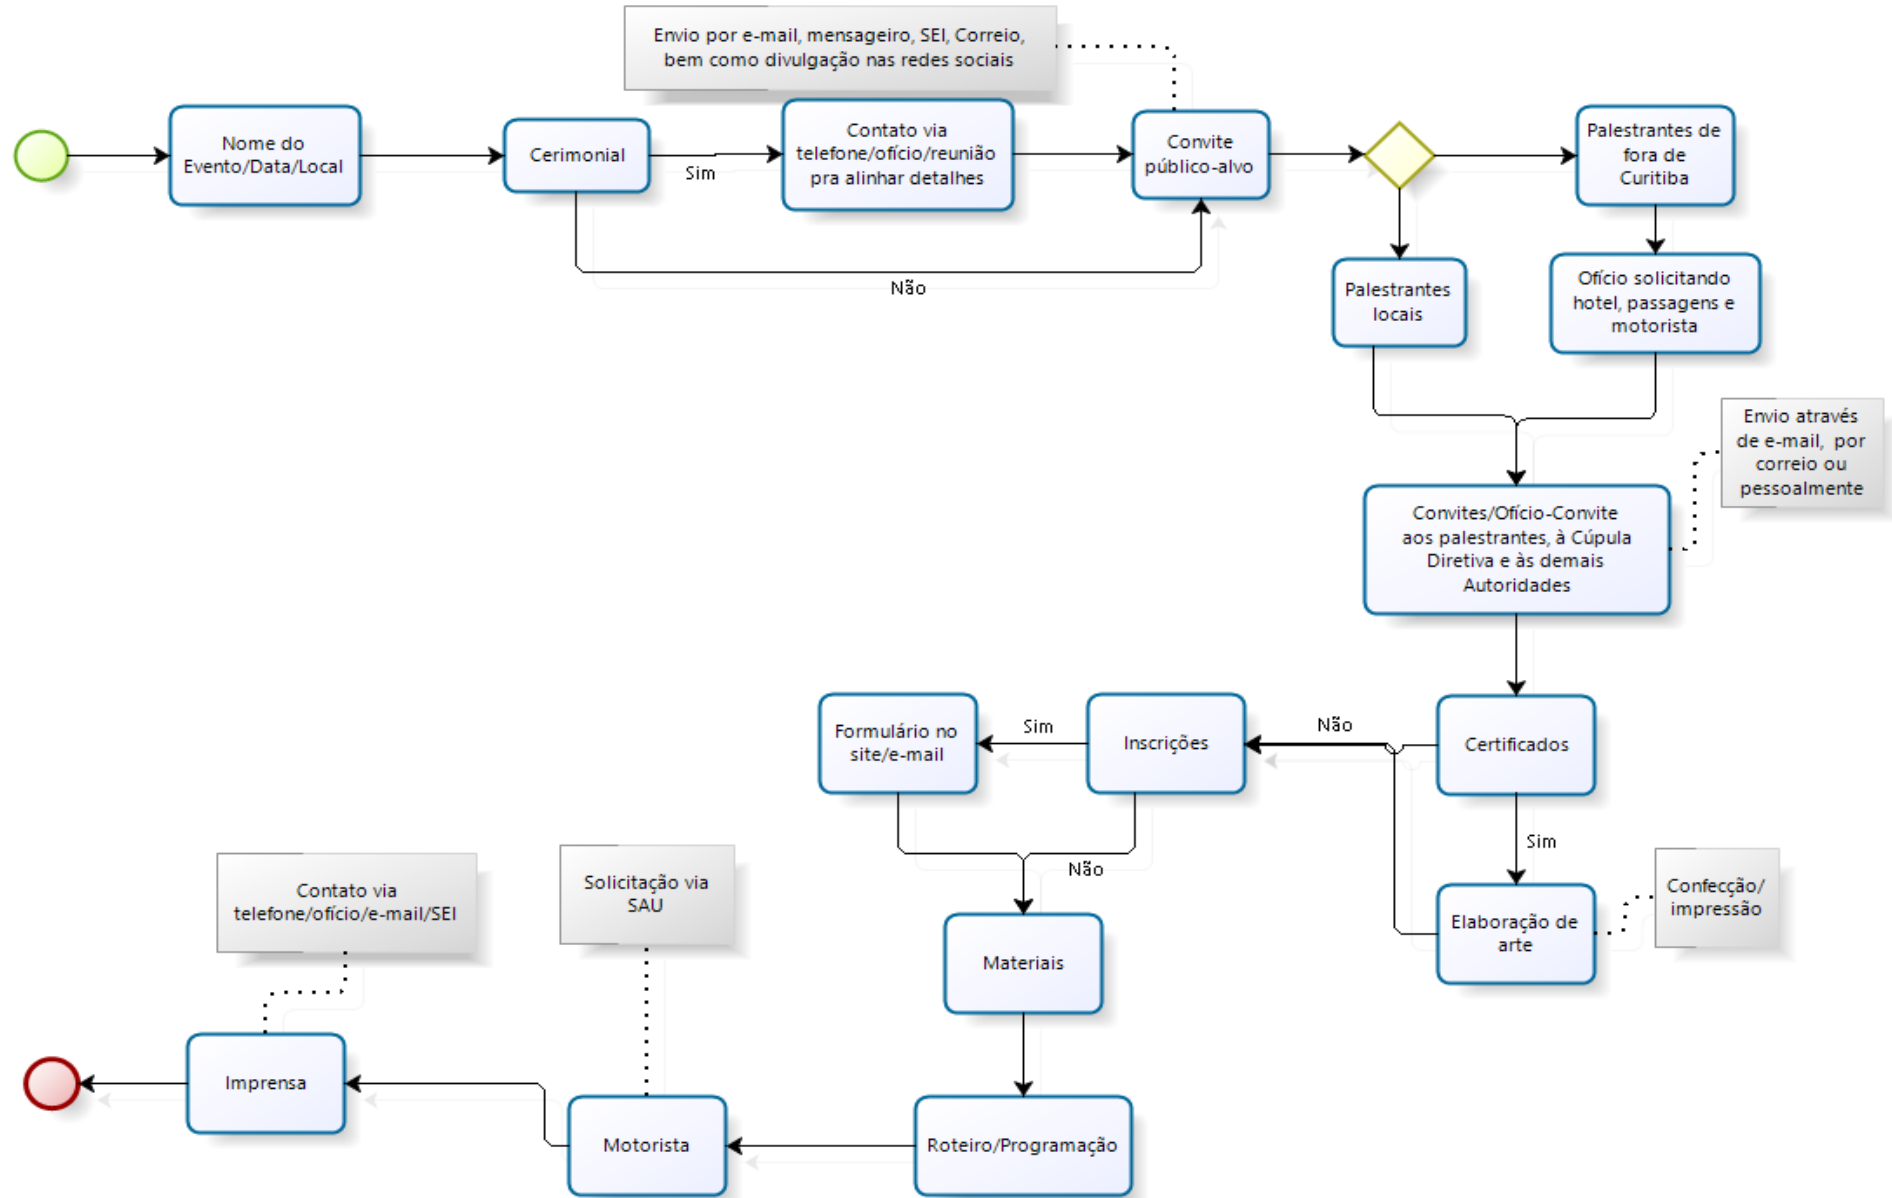 Envio por e-mail, mensageiro, SEI, Correio,
bem como divulgação nas redes sociais
Nome do
Evento/Data/Local
Cerimonial
Sim
Contato via
telefone/ofício/reunião
pra alinhar detalhes
Convite
público-alvo
Palestrantes de
fora de
Curitiba
Não
Palestrantes
locais
Ofício solicitando
hotel, passagens e
motorista
Envio através
de e-mail, por
correio ou
pessoalmente
Convites/Ofício-Convite
aos palestrantes, à Cúpula
Diretiva e às demais
Autoridades
Certificados
Não
Inscrições
Sim
Formulário no
site/e-mail
Sim
Elaboração de
arte
Confecção/
impressão
Não
Materiais
Roteiro/Programação
Solicitação via
SAU
Motorista
Contato via
telefone/ofício/e-mail/SEI
Imprensa